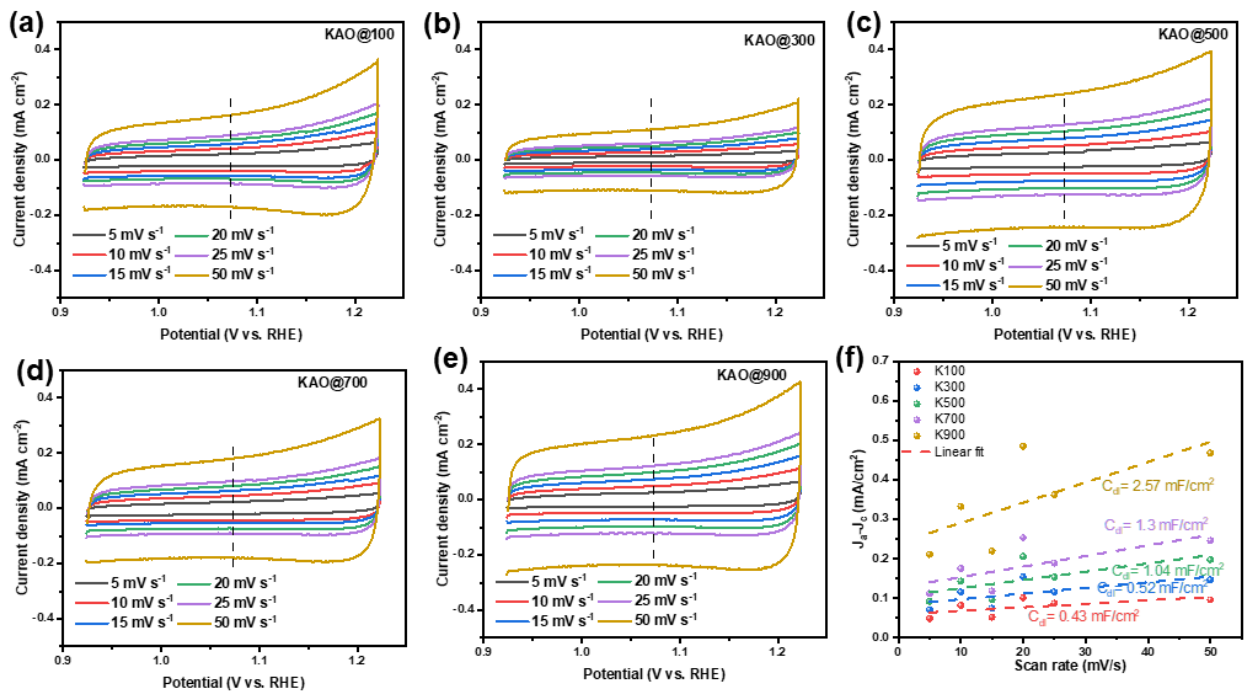 (a)
KAO@100
0.4
0.2
0.0
-0.2
-0.4
Current density (mA cm⁻²)
5 mV s⁻¹
10 mV s⁻¹
15 mV s⁻¹
20 mV s⁻¹
25 mV s⁻¹
50 mV s⁻¹
0.9 1.0 1.1 1.2
Potential (V vs. RHE)
(b)
KAO@300
0.4
0.2
0.0
-0.2
-0.4
Current density (mA cm⁻²)
5 mV s⁻¹
10 mV s⁻¹
15 mV s⁻¹
20 mV s⁻¹
25 mV s⁻¹
50 mV s⁻¹
0.9 1.0 1.1 1.2
Potential (V vs. RHE)
(c)
KAO@500
0.4
0.2
0.0
-0.2
-0.4
Current density (mA cm⁻²)
5 mV s⁻¹
10 mV s⁻¹
15 mV s⁻¹
20 mV s⁻¹
25 mV s⁻¹
50 mV s⁻¹
0.9 1.0 1.1 1.2
Potential (V vs. RHE)
(d)
KAO@700
0.4
0.2
0.0
-0.2
-0.4
Current density (mA cm⁻²)
5 mV s⁻¹
10 mV s⁻¹
15 mV s⁻¹
20 mV s⁻¹
25 mV s⁻¹
50 mV s⁻¹
0.9 1.0 1.1 1.2
Potential (V vs. RHE)
(e)
KAO@900
0.4
0.2
0.0
-0.2
-0.4
Current density (mA cm⁻²)
5 mV s⁻¹
10 mV s⁻¹
15 mV s⁻¹
20 mV s⁻¹
25 mV s⁻¹
50 mV s⁻¹
0.9 1.0 1.1 1.2
Potential (V vs. RHE)
(f)
0.7
0.6
0.5
0.4
0.3
0.2
0.1
0.0
Jₐ-J꜀ (mA/cm²)
K100
K300
K500
K700
K900
Linear fit
C_dl= 2.57 mF/cm²
C_dl= 1.3 mF/cm²
C_dl= 1.04 mF/cm²
C_dl= 0.52 mF/cm²
C_dl= 0.43 mF/cm²
0 10 20 30 40 50
Scan rate (mV/s)